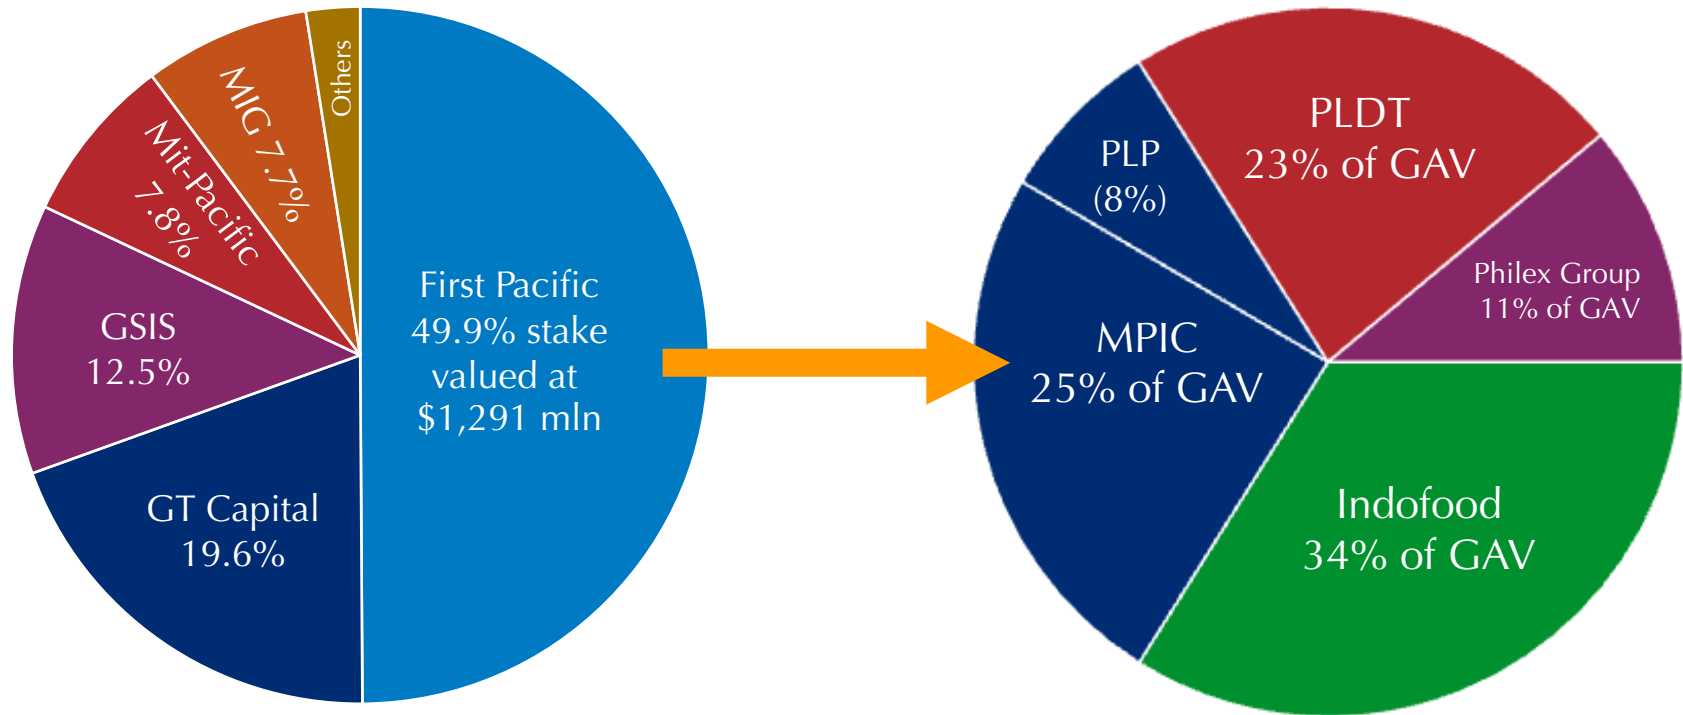 Others
MIG 7.7%
Mit-Pacific
7.8%
GSIS
12.5%
GT Capital
19.6%
First Pacific
49.9% stake
valued at
$1,291 mln
PLP
(8%)
PLDT
23% of GAV
Philex Group
11% of GAV
MPIC
25% of GAV
Indofood
34% of GAV